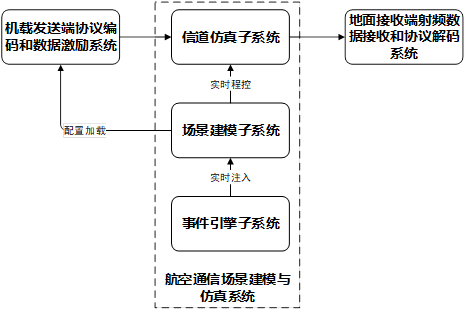 机载发送端协议编
码和数据激励系统
信道仿真子系统
地面接收端射频数
据接收和协议解码
系统
实时程控
场景建模子系统
配置加载
实时注入
事件引擎子系统
航空通信场景建模与
仿真系统